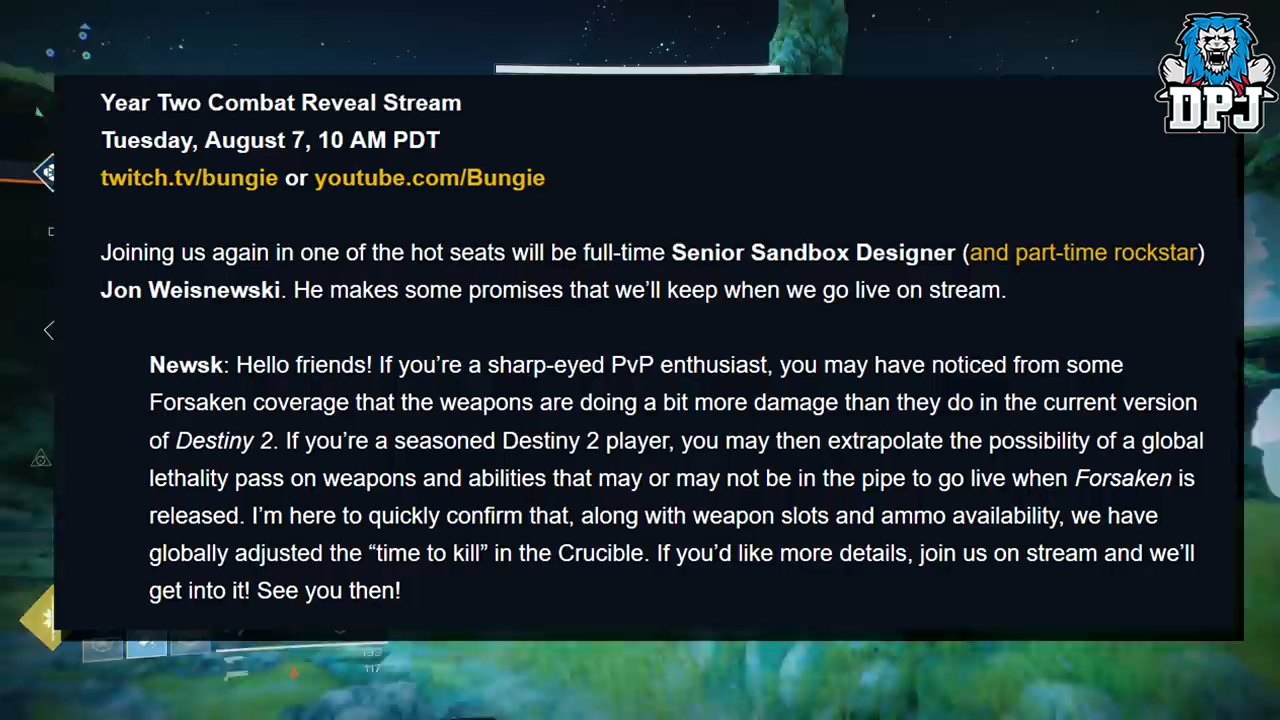 Year Two Combat Reveal Stream
Tuesday, August 7, 10 AM PDT
twitch.tv/bungie or youtube.com/Bungie
Joining us again in one of the hot seats will be full-time Senior Sandbox Designer (and part-time rockstar)
Jon Weisnewski. He makes some promises that we’ll keep when we go live on stream.
Newsk: Hello friends! If you’re a sharp-eyed PvP enthusiast, you may have noticed from some
Forsaken coverage that the weapons are doing a bit more damage than they do in the current version
of Destiny 2. If you’re a seasoned Destiny 2 player, you may then extrapolate the possibility of a global
lethality pass on weapons and abilities that may or may not be in the pipe to go live when Forsaken is
released. I’m here to quickly confirm that, along with weapon slots and ammo availability, we have
globally adjusted the “time to kill” in the Crucible. If you’d like more details, join us on stream and we’ll
get into it! See you then!
DPJ
117